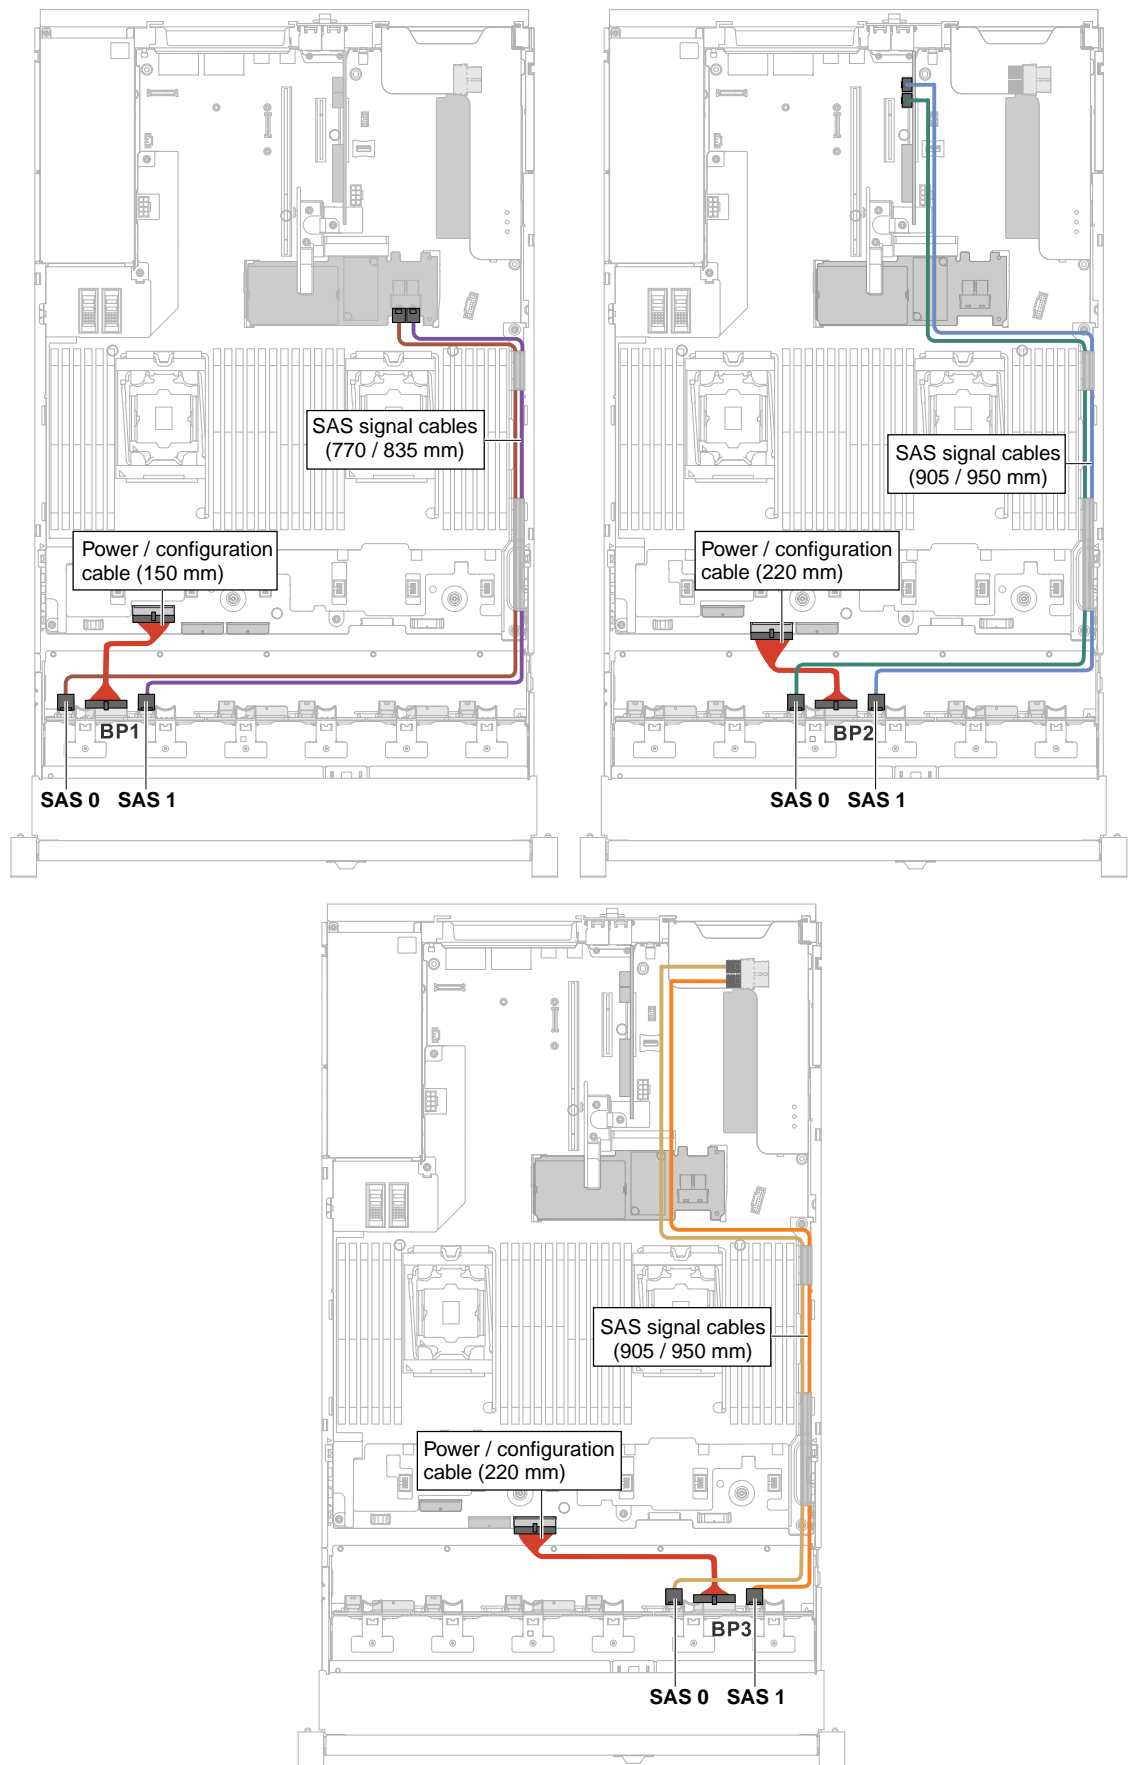 SAS signal cables
(770 / 835 mm)
Power / configuration
cable (150 mm)
BP1
SAS 0 SAS 1
SAS signal cables
(905 / 950 mm)
Power / configuration
cable (220 mm)
BP2
SAS 0 SAS 1
SAS signal cables
(905 / 950 mm)
Power / configuration
cable (220 mm)
BP3
SAS 0 SAS 1